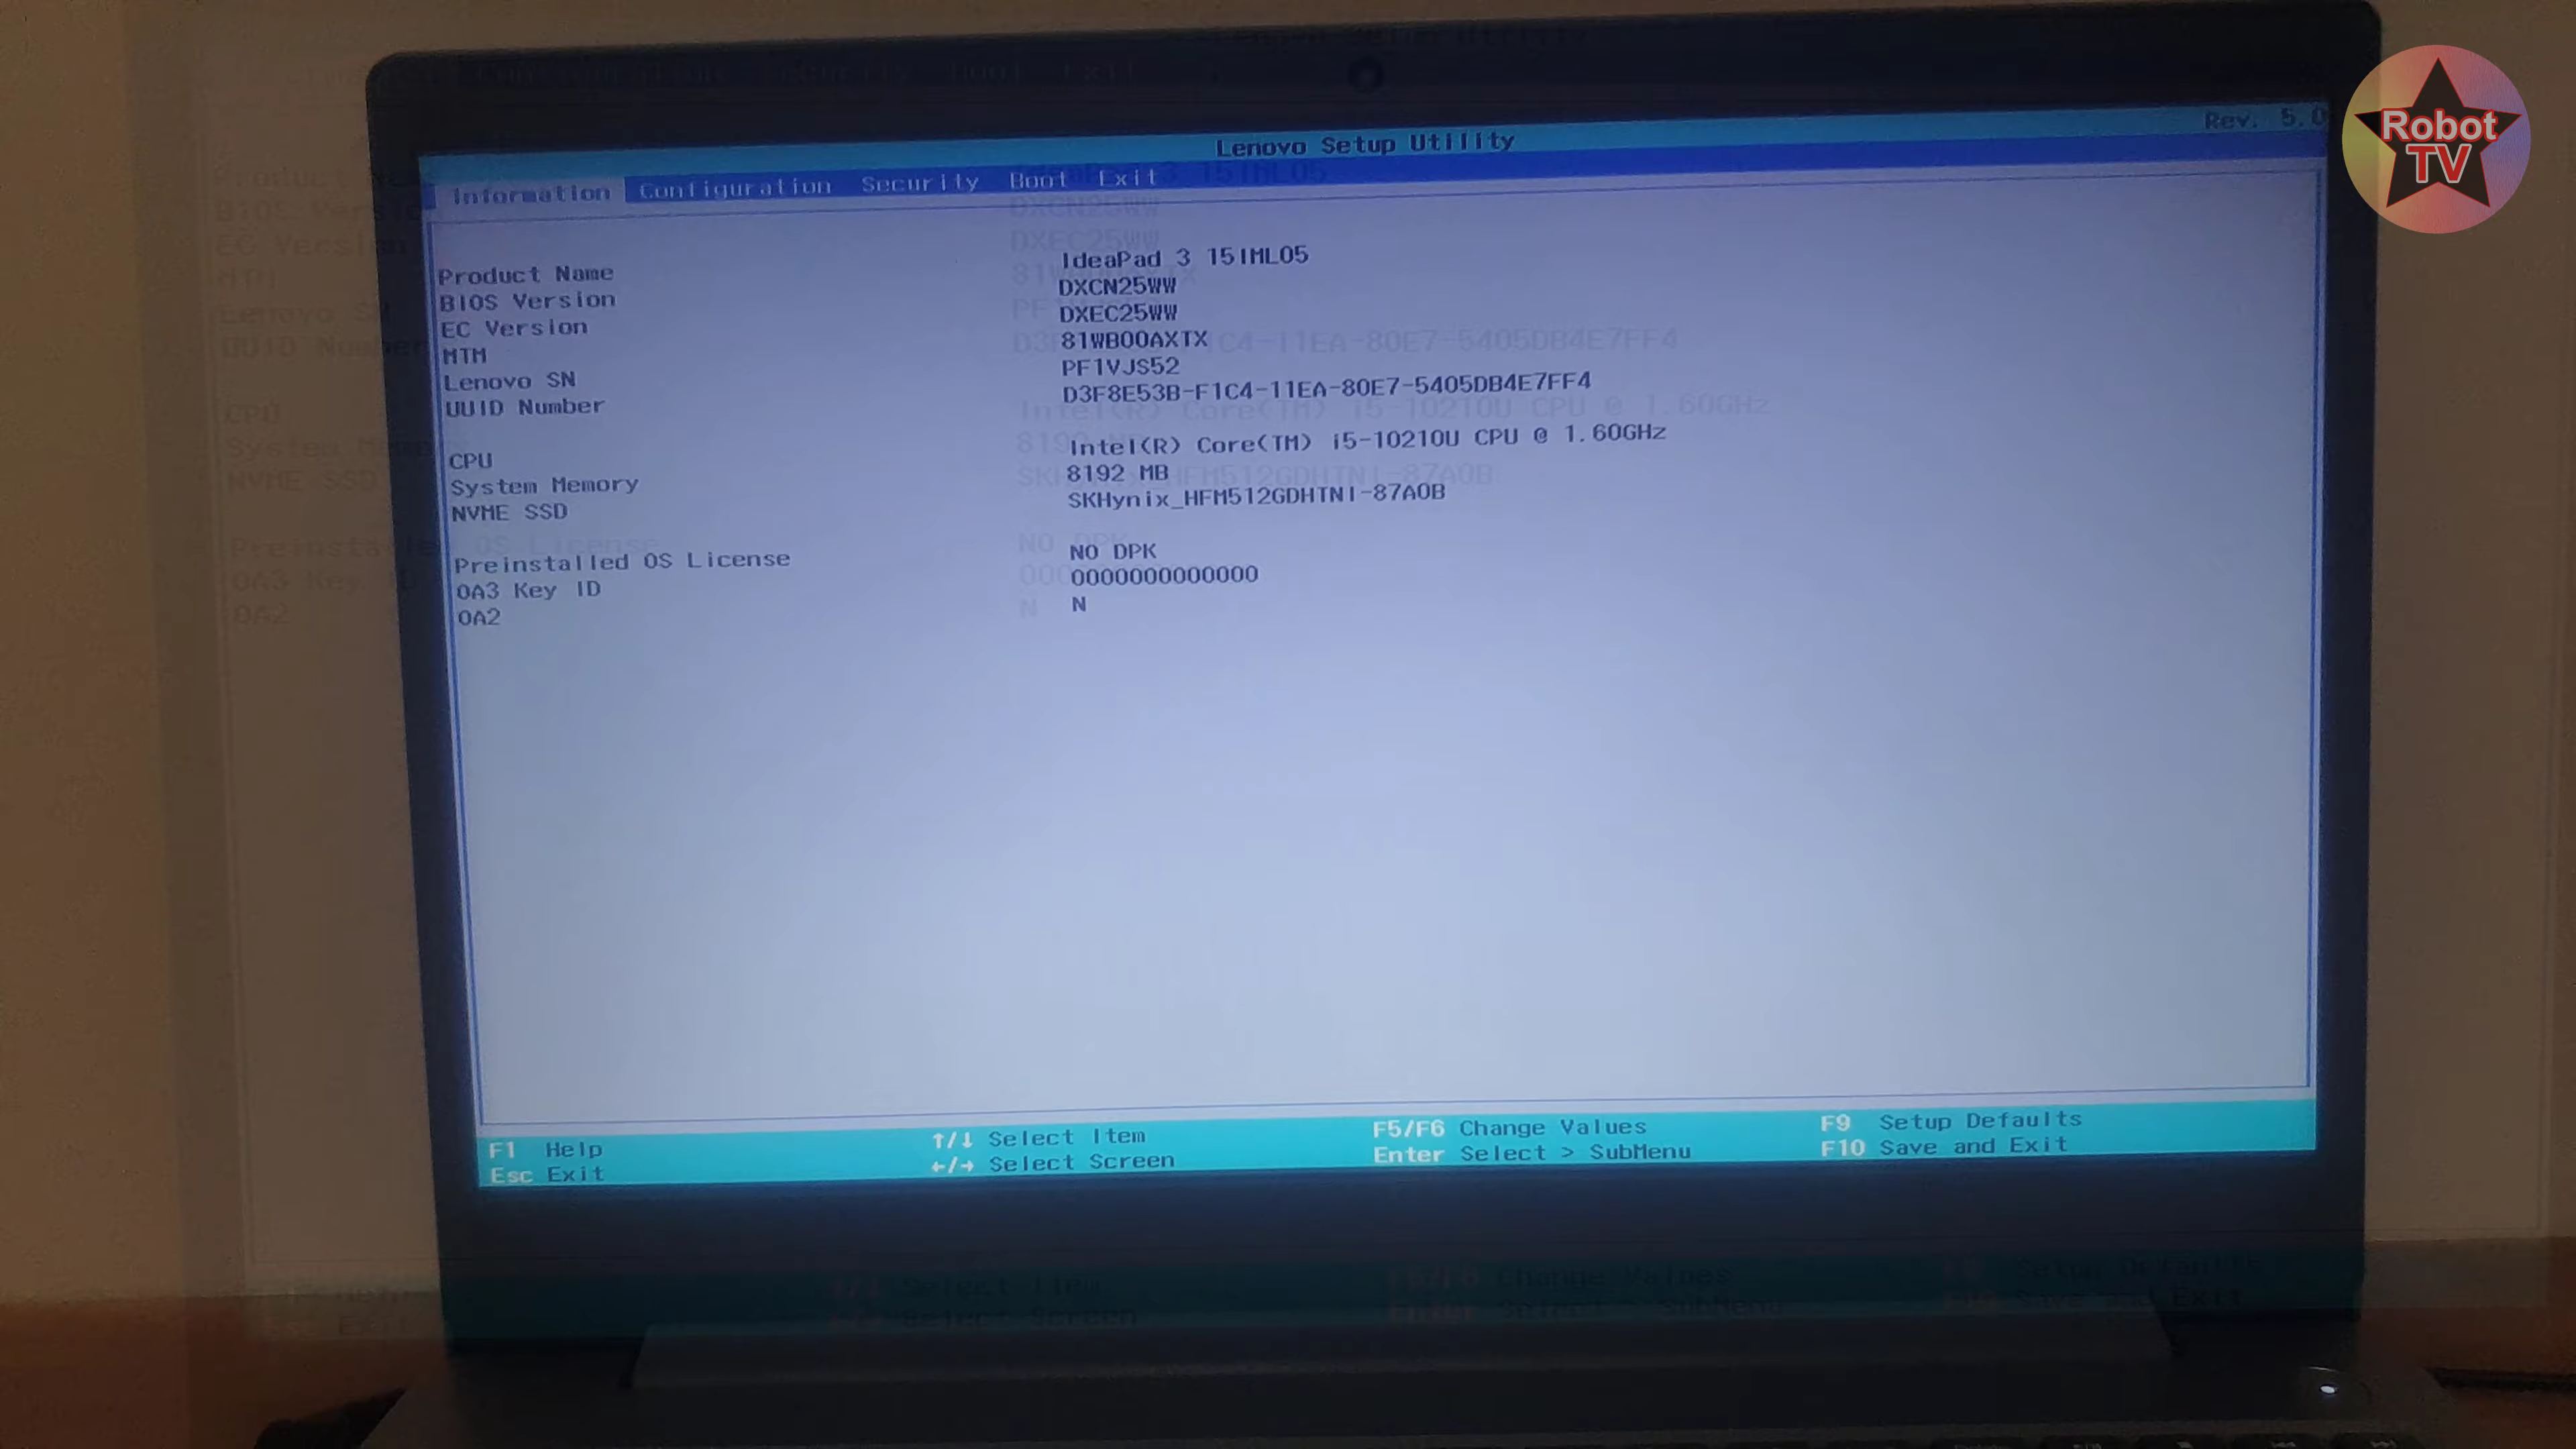 Robot
TV
Lenovo Setup Utility
Rev. 5.0
Information Configuration Security Boot Exit
Product Name IdeaPad 3 15IML05
BIOS Version DXCN25WW
EC Version DXEC25WW
MTM 81WB00AXTX
Lenovo SN PF1VJS52
UUID Number D3F8E53B-F1C4-11EA-80E7-5405DB4E7FF4
CPU Intel(R) Core(TM) i5-10210U CPU @ 1.60GHz
System Memory 8192 MB
NVME SSD SKHynix_HFM512GDHTNI-87A0B
Preinstalled OS License NO DPK
OA3 Key ID 0000000000000
OA2 N
F1 Help ↑/↓ Select Item F5/F6 Change Values F9 Setup Defaults
Esc Exit ←/→ Select Screen Enter Select > SubMenu F10 Save and Exit